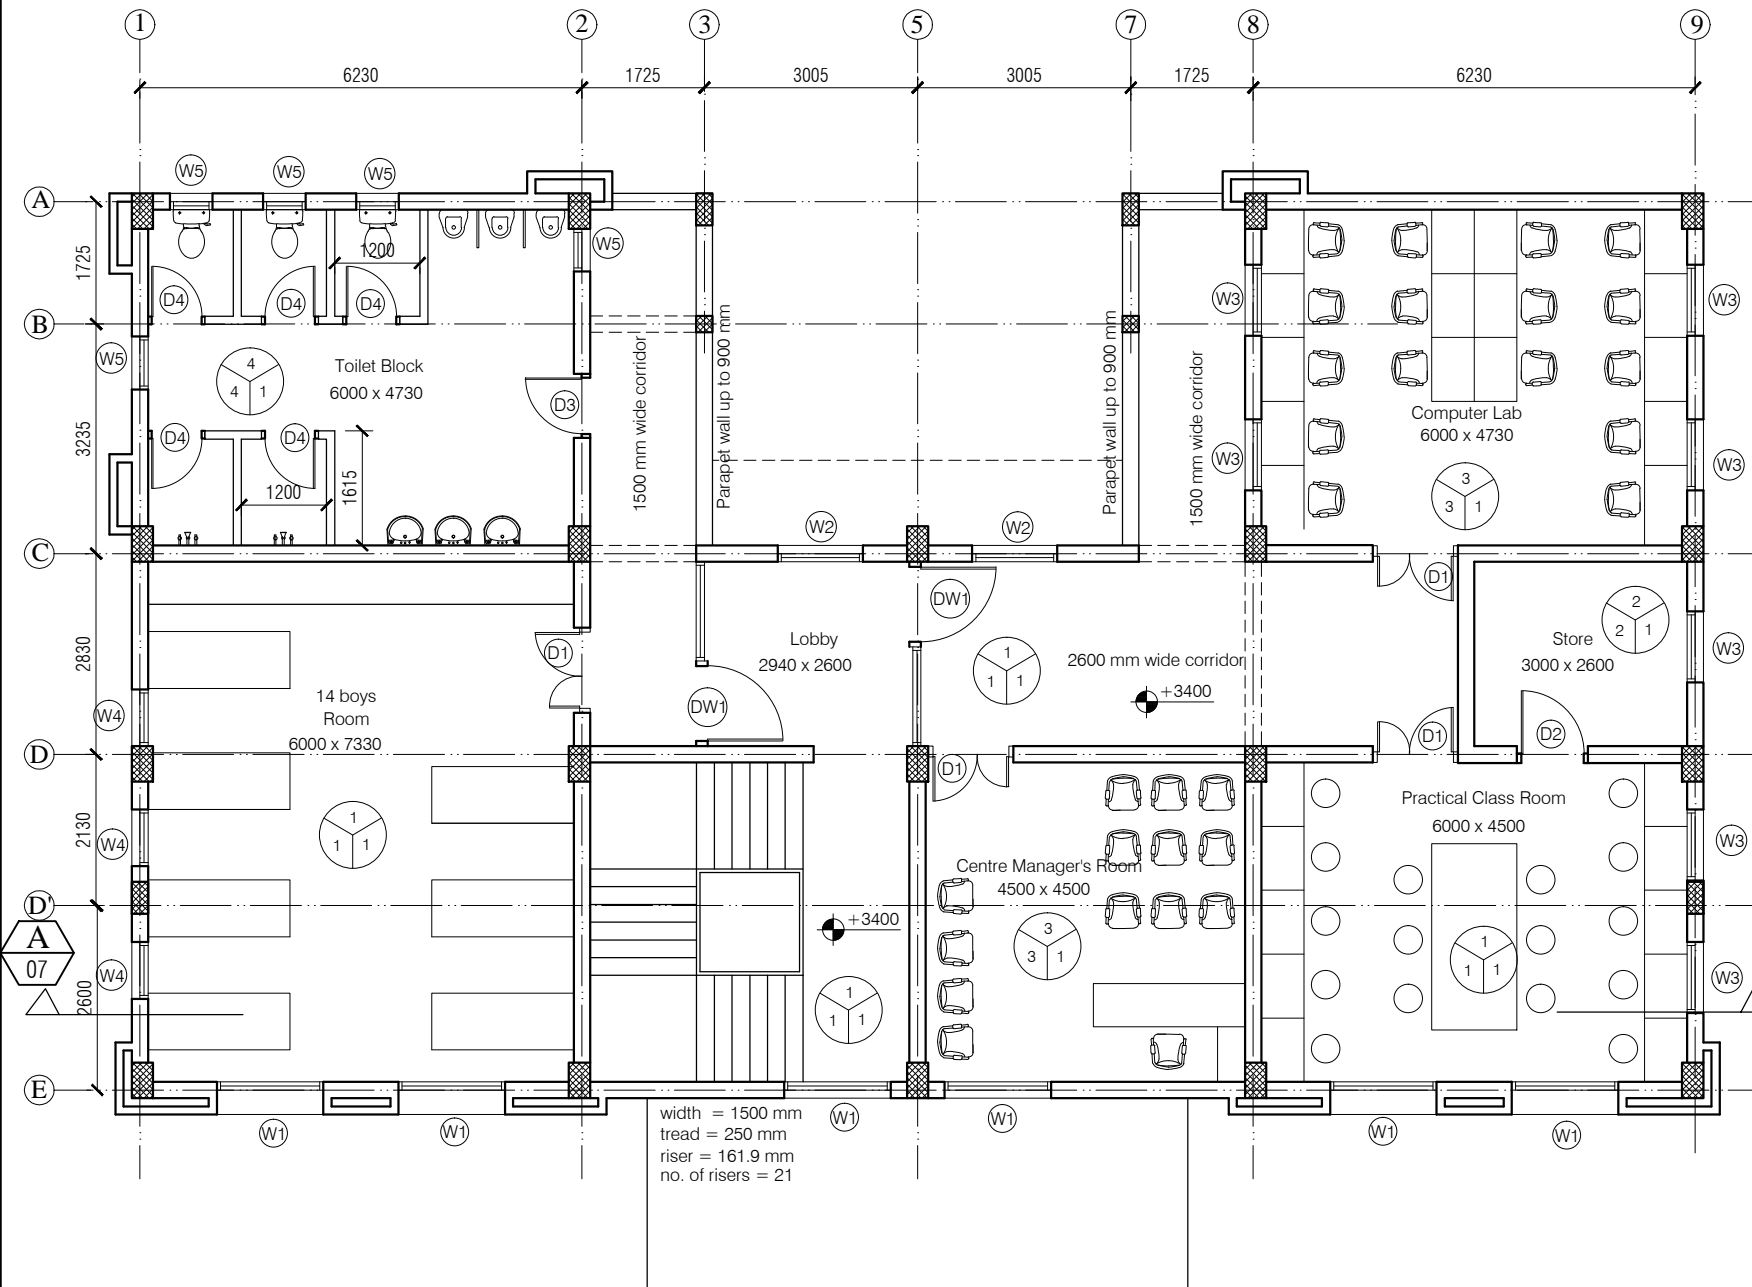 1 2 3 5 7 8 9
6230 1725 3005 3005 1725 6230
W5 W5 W5
A
1200
W5
1725
D4 D4 D4
W3 W3
B
W5
Toilet Block
6000 x 4730
4
4 1
D3
1500 mm wide corridor
Parapet wall up to 900 mm
Parapet wall up to 900 mm
1500 mm wide corridor
Computer Lab
6000 x 4730
3235
D4 D4
W3 W3
1200
1615
3
3 1
W2 W2
C
D1
DW1
2
2 1
2830
D1
Lobby
2940 x 2600
1
1 1
2600 mm wide corridor
Store
3000 x 2600
W3
14 boys
Room
6000 x 7330
+3400
W4
DW1
D1
D2
D
D1
Practical Class Room
6000 x 4500
2130
W4
1
1 1
Centre Manager's Room
4500 x 4500
W3
D'
+3400
A
07
3
3 1
1
1 1
W4
W3
2600
1
1 1
E
W1 W1 W1 W1 W1 W1
width = 1500 mm
tread = 250 mm
riser = 161.9 mm
no. of risers = 21